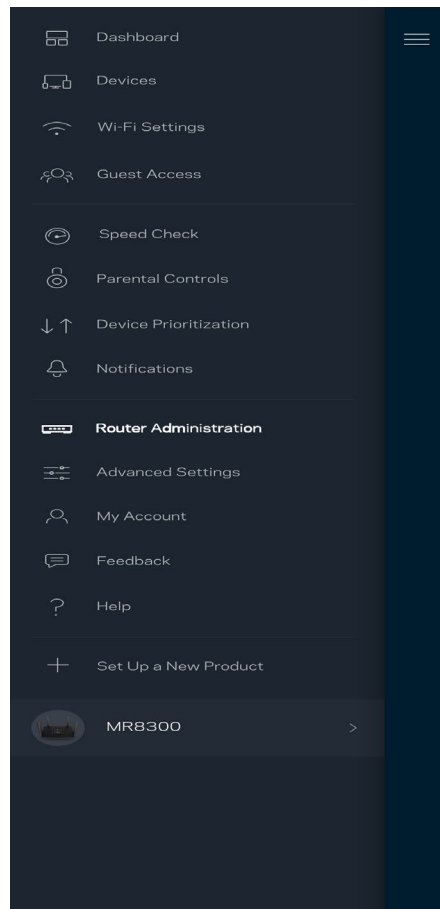 Dashboard
Devices
Wi-Fi Settings
Guest Access
Speed Check
Parental Controls
Device Prioritization
Notifications
Router Administration
Advanced Settings
My Account
Feedback
? Help
+ Set Up a New Product
MR8300 >